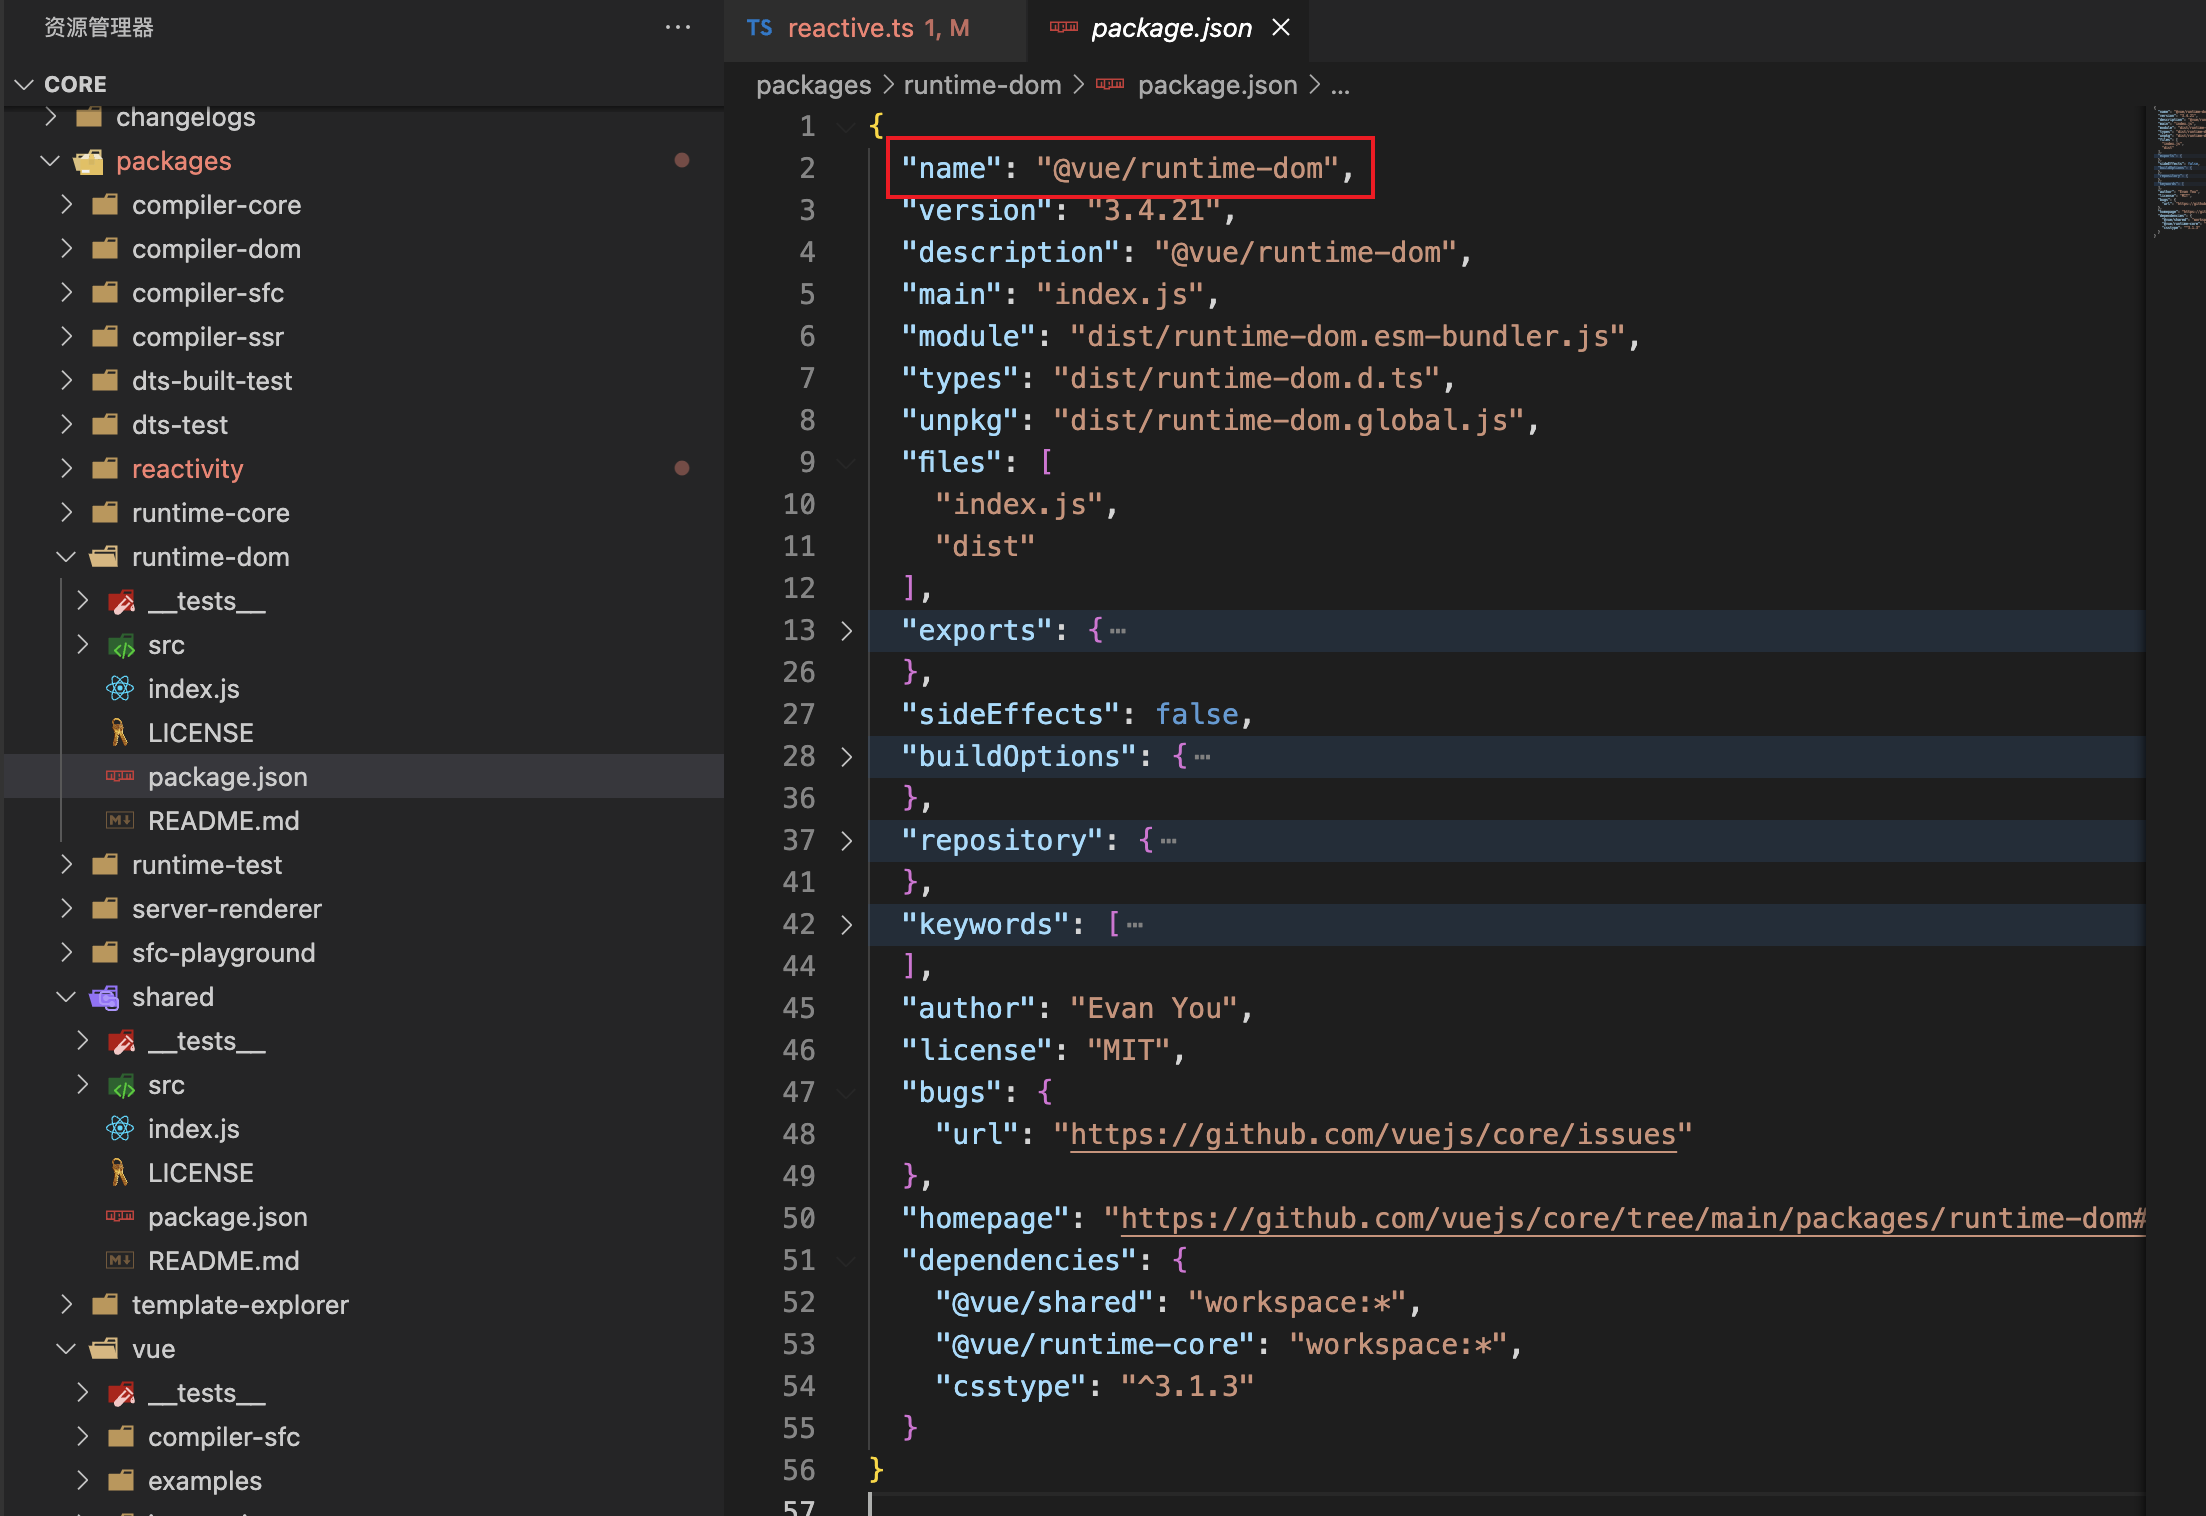 资源管理器
CORE
changelogs
packages
compiler-core
compiler-dom
compiler-sfc
compiler-ssr
dts-built-test
dts-test
reactivity
runtime-core
runtime-dom
__tests__
src
index.js
LICENSE
package.json
README.md
runtime-test
server-renderer
sfc-playground
shared
__tests__
src
index.js
LICENSE
package.json
README.md
template-explorer
vue
__tests__
compiler-sfc
examples
TS reactive.ts 1, M
package.json
packages > runtime-dom > package.json > ...
1 {
2 "name": "@vue/runtime-dom",
3 "version": "3.4.21",
4 "description": "@vue/runtime-dom",
5 "main": "index.js",
6 "module": "dist/runtime-dom.esm-bundler.js",
7 "types": "dist/runtime-dom.d.ts",
8 "unpkg": "dist/runtime-dom.global.js",
9 "files": [
10 "index.js",
11 "dist"
12 ],
13 "exports": { ⋯
26 },
27 "sideEffects": false,
28 "buildOptions": { ⋯
36 },
37 "repository": { ⋯
41 },
42 "keywords": [ ⋯
44 ],
45 "author": "Evan You",
46 "license": "MIT",
47 "bugs": {
48 "url": "https://github.com/vuejs/core/issues"
49 },
50 "homepage": "https://github.com/vuejs/core/tree/main/packages/runtime-dom#
51 "dependencies": {
52 "@vue/shared": "workspace:*",
53 "@vue/runtime-core": "workspace:*",
54 "csstype": "^3.1.3"
55 }
56 }
57